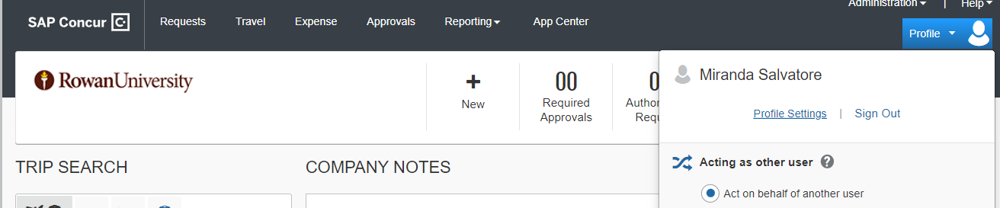 Administration | Help
SAP Concur C Requests Travel Expense Approvals Reporting App Center
Profile
RowanUniversity
+ New
00 Required Approvals
0
Miranda Salvatore
Profile Settings | Sign Out
TRIP SEARCH
COMPANY NOTES
Acting as other user ?
Act on behalf of another user